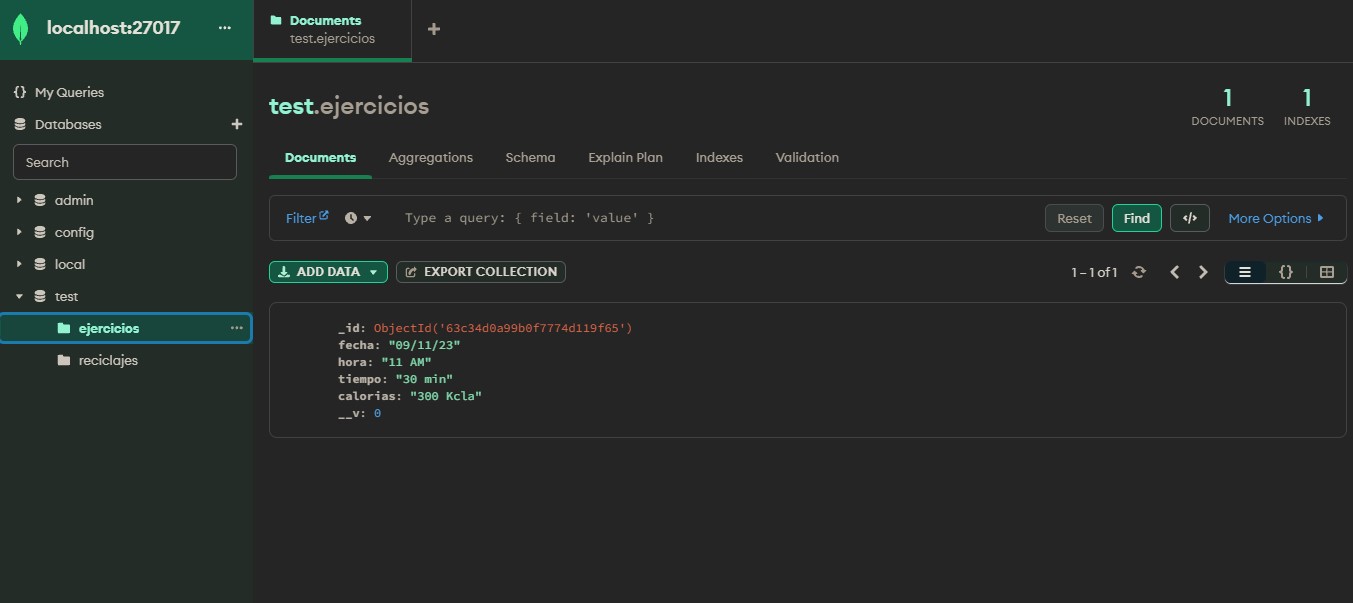 localhost:27017 ...
My Queries
Databases +
Search
admin
config
local
test
ejercicios ...
reciclajes
Documents
test.ejercicios
+
test.ejercicios
1 DOCUMENTS
1 INDEXES
Documents Aggregations Schema Explain Plan Indexes Validation
Filter Type a query: { field: 'value' } Reset Find </> More Options
ADD DATA EXPORT COLLECTION 1 – 1 of 1 {}
_id: ObjectId('63c34d0a99b0f7774d119f65')
fecha: "09/11/23"
hora: "11 AM"
tiempo: "30 min"
calorias: "300 Kcla"
__v: 0